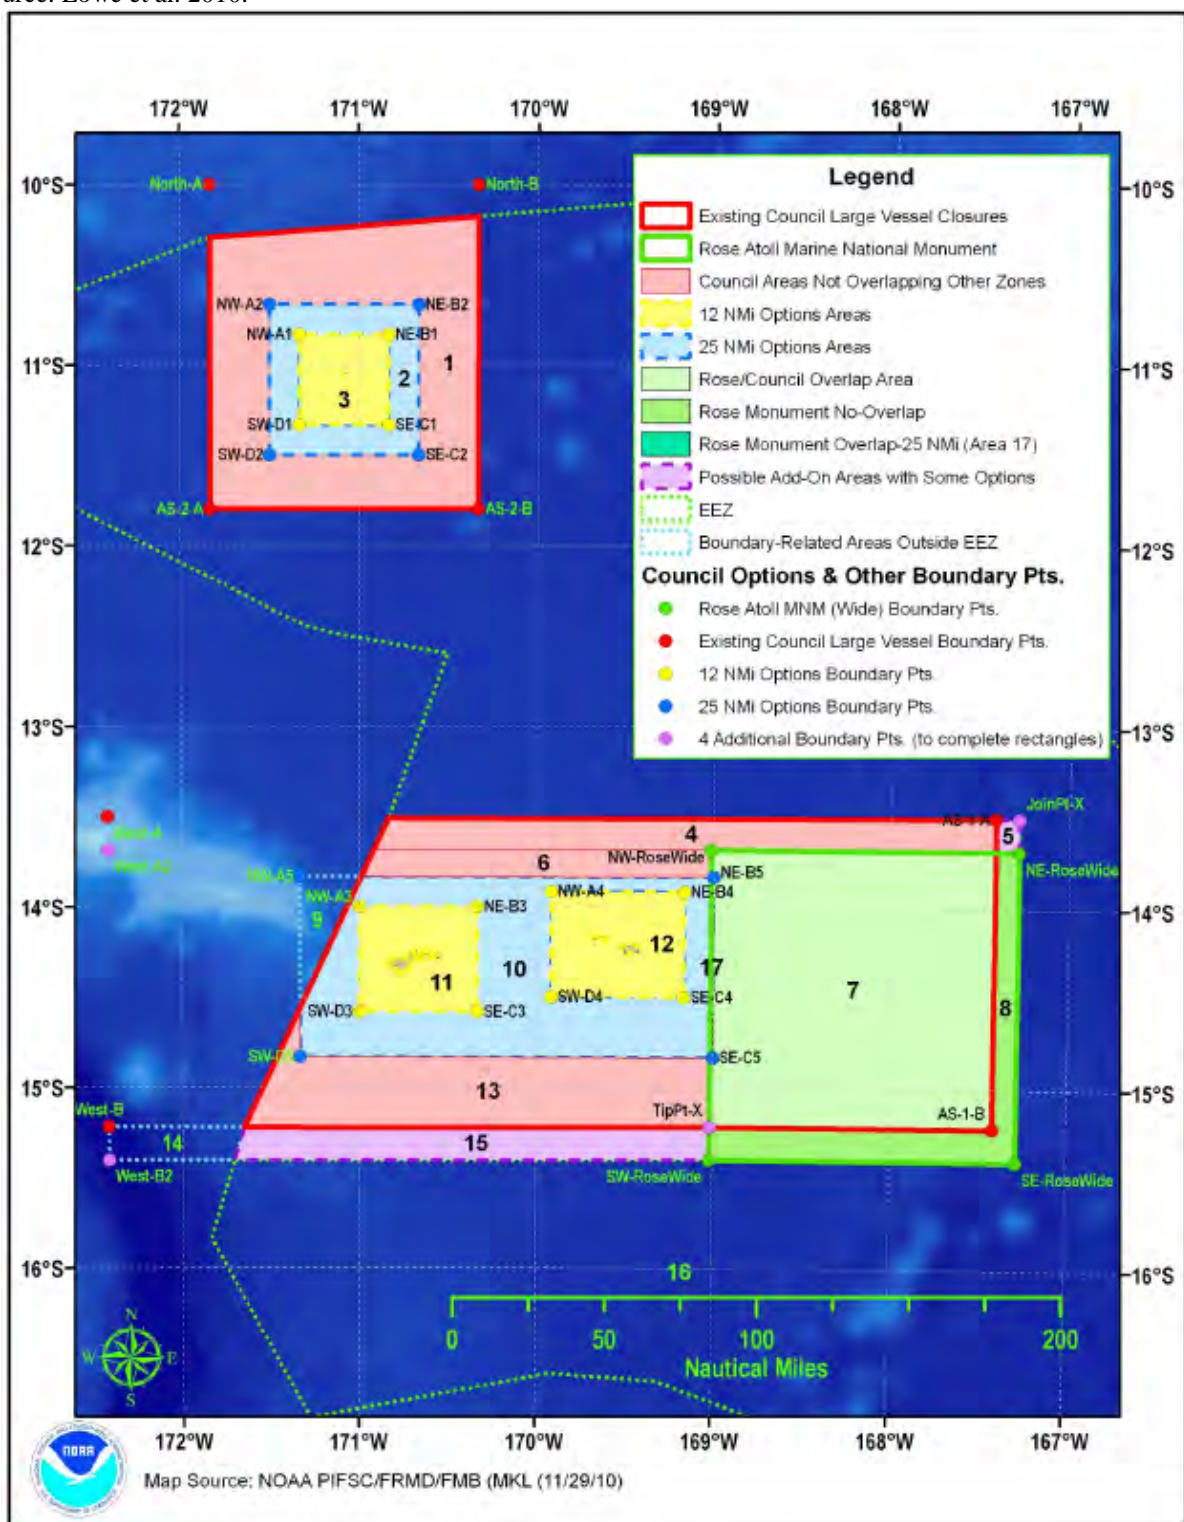 172°W 171°W 170°W 169°W 168°W 167°W
North-A North-B
10°S 10°S
Legend
Existing Council Large Vessel Closures
Rose Atoll Marine National Monument
Council Areas Not Overlapping Other Zones
12 NMi Options Areas
25 NMi Options Areas
Rose/Council Overlap Area
Rose Monument No-Overlap
Rose Monument Overlap-25 NMi (Area 17)
Possible Add-On Areas with Some Options
EEZ
Boundary-Related Areas Outside EEZ
Council Options & Other Boundary Pts.
Rose Atoll MNM (Wide) Boundary Pts.
Existing Council Large Vessel Boundary Pts.
12 NMi Options Boundary Pts.
25 NMi Options Boundary Pts.
4 Additional Boundary Pts. (to complete rectangles)
NW-A2 NE-B2
NW-A1 NE-B1
11°S 2 1 11°S
3
SW-D1 SE-C1
SW-D2 SE-C2
AS-2-A AS-2-B
12°S 12°S
13°S 13°S
JoinPt-X
West-A 4 AS-1-A 5
West-A2 6 NW-RoseWide NE-RoseWide
NW-A5 NE-B5
NW-A3 NE-B3 NW-A4 NE-B4
14°S 9 14°S
12
11 10 17 7
SW-D3 SE-C3 SW-D4 SE-C4 8
SE-C5
15°S 13 15°S
West-B TipPt-X AS-1-B
14 15
West-B2 SW-RoseWide SE-RoseWide
16°S 16 16°S
0 50 100 200
Nautical Miles
N
W E
S
172°W 171°W 170°W 169°W 168°W 167°W
NOAA
Map Source: NOAA PIFSC/FRMD/FMB (MKL (11/29/10)